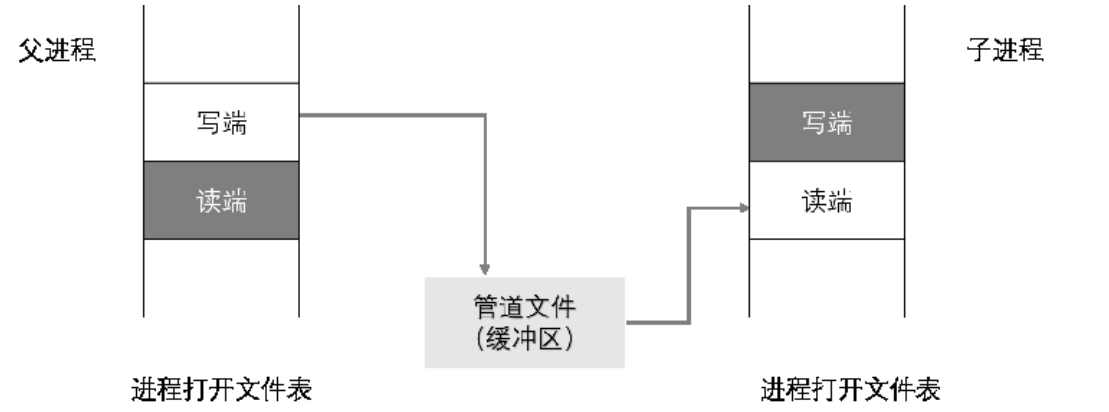 父进程
子进程
写端
写端
读端
读端
管道文件
(缓冲区)
进程打开文件表
进程打开文件表